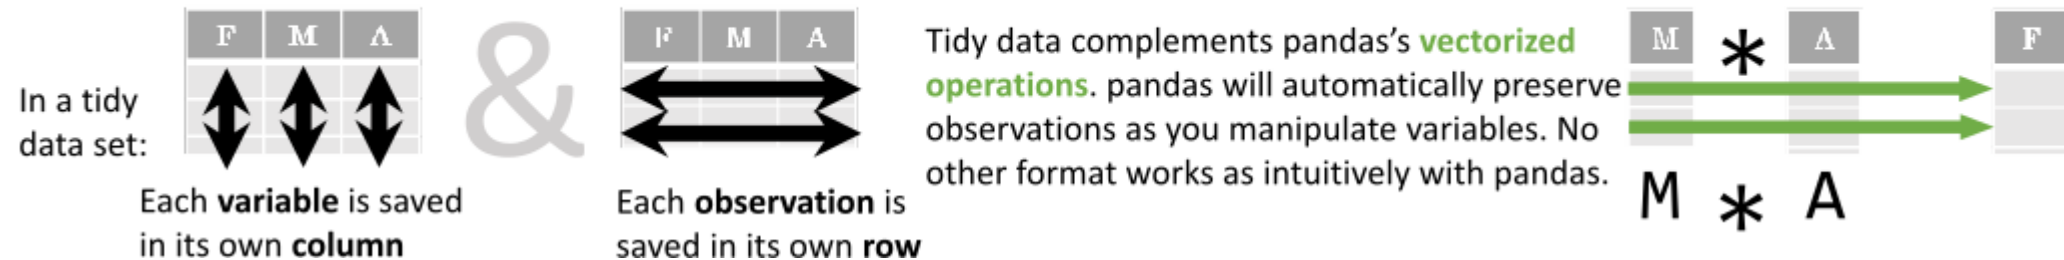 In a tidy
data set:
F M A
Each variable is saved
in its own column
&
F M A
Each observation is
saved in its own row
Tidy data complements pandas’s vectorized
operations. pandas will automatically preserve
observations as you manipulate variables. No
other format works as intuitively with pandas.
M * A F
M * A